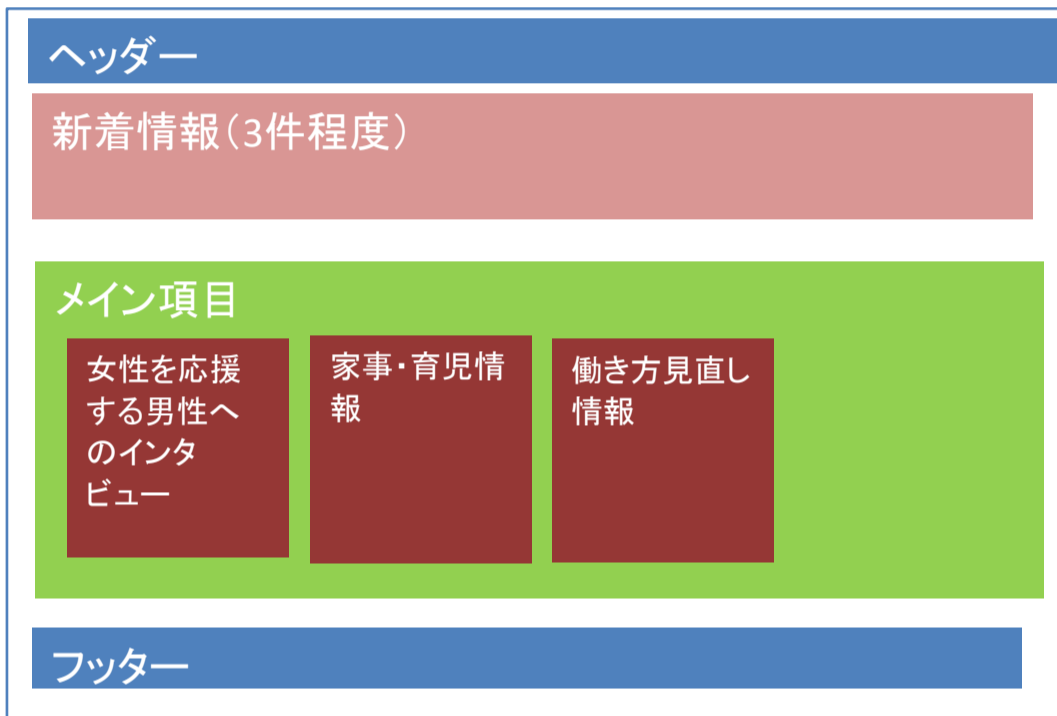 ヘッダー
新着情報（3件程度）
メイン項目
女性を応援
する男性へ
のインタ
ビュー
家事・育児情
報
働き方見直し
情報
フッター